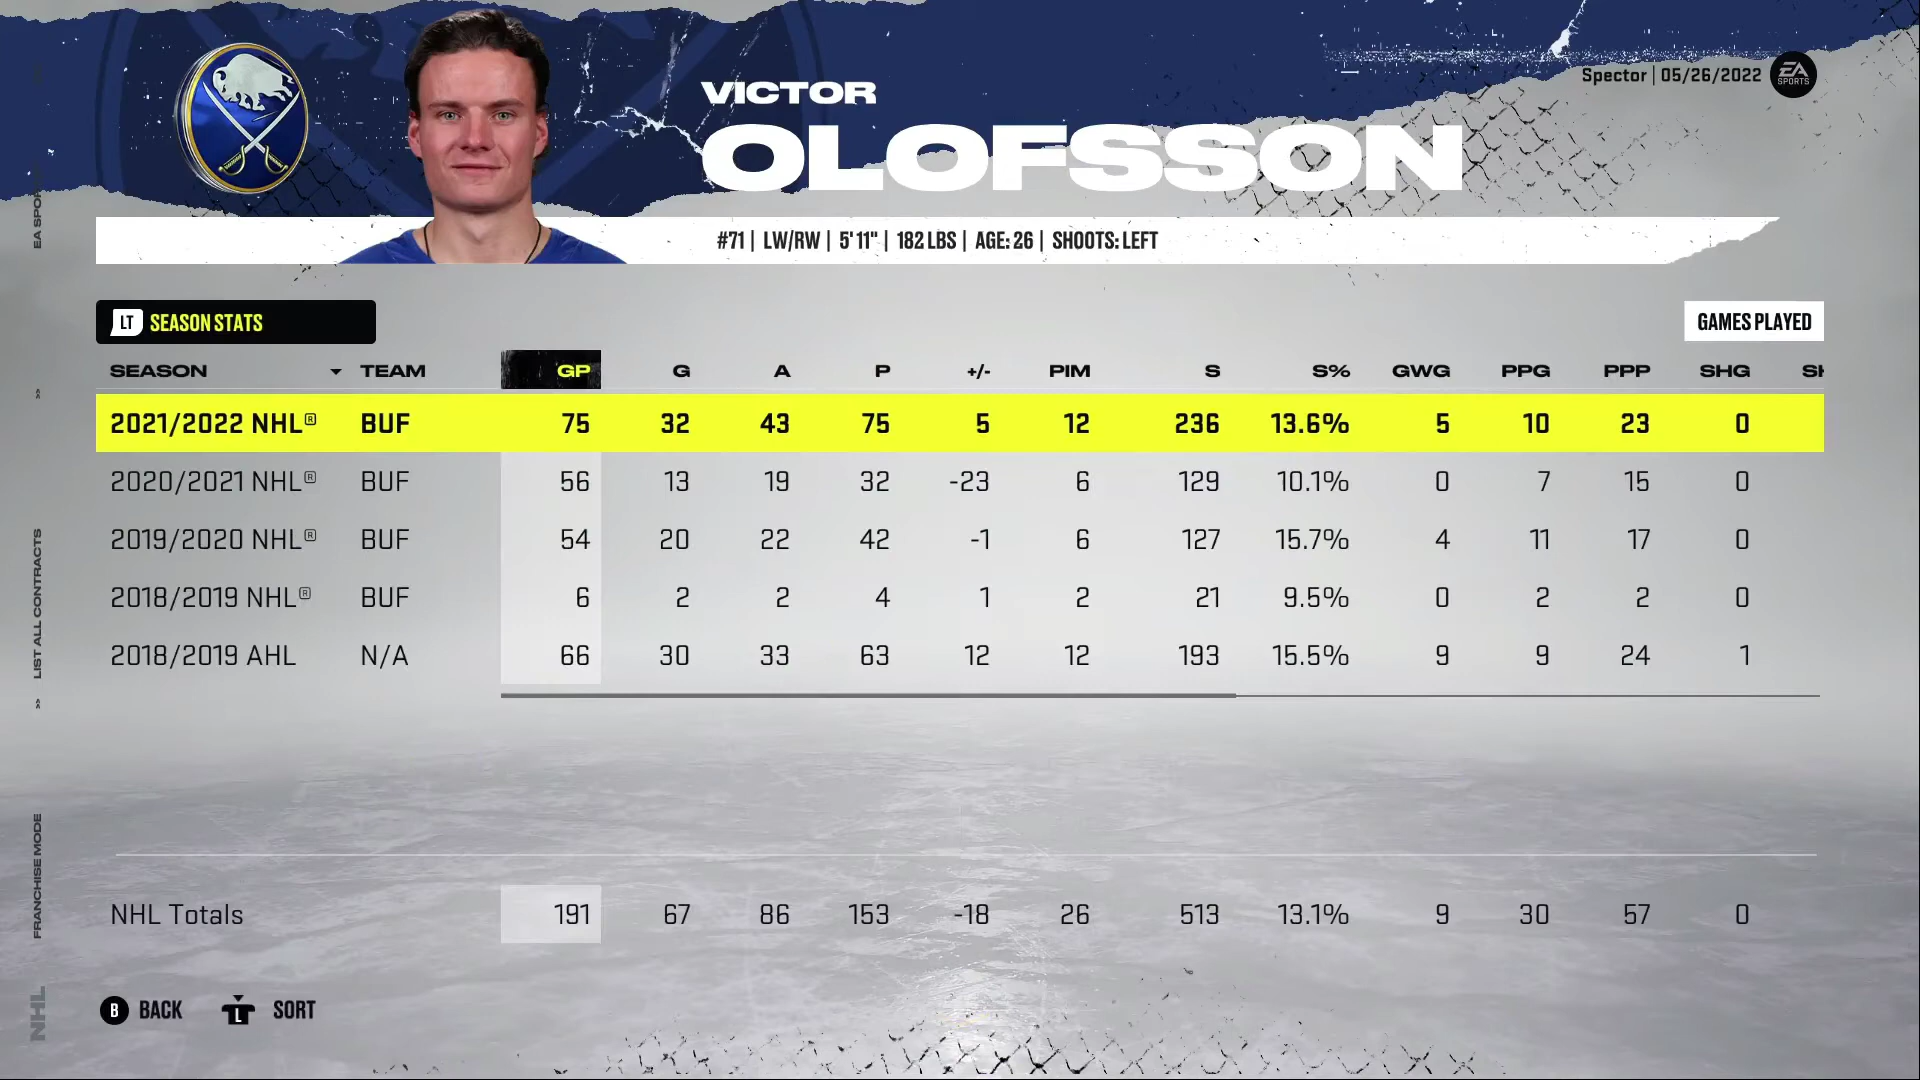 VICTOR
OLOFSSON
Spector | 05/26/2022
EA SPORTS
#71 | LW/RW | 5' 11" | 182 LBS | AGE: 26 | SHOOTS: LEFT
LT SEASON STATS
GAMES PLAYED
SEASON TEAM GP G A P +/- PIM S S% GWG PPG PPP SHG
2021/2022 NHL® BUF 75 32 43 75 5 12 236 13.6% 5 10 23 0
2020/2021 NHL® BUF 56 13 19 32 -23 6 129 10.1% 0 7 15 0
2019/2020 NHL® BUF 54 20 22 42 -1 6 127 15.7% 4 11 17 0
2018/2019 NHL® BUF 6 2 2 4 1 2 21 9.5% 0 2 2 0
2018/2019 AHL N/A 66 30 33 63 12 12 193 15.5% 9 9 24 1
NHL Totals 191 67 86 153 -18 26 513 13.1% 9 30 57 0
B BACK L SORT
NHL
FRANCHISE MODE
>> LIST ALL CONTRACTS
>>